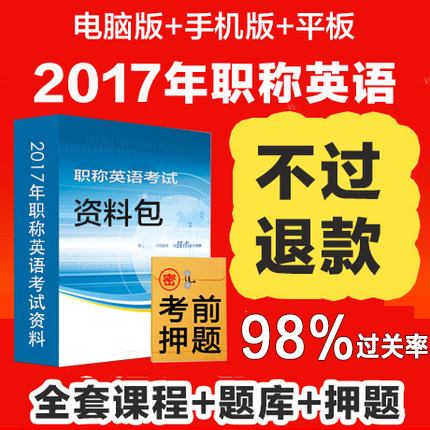 电脑版+手机版+平板
2017年职称英语
2017年职称英语考试资料
职称英语考试
资料包
技术
密
考前
押题
不过
退款
98%过关率
全套课程+题库+押题